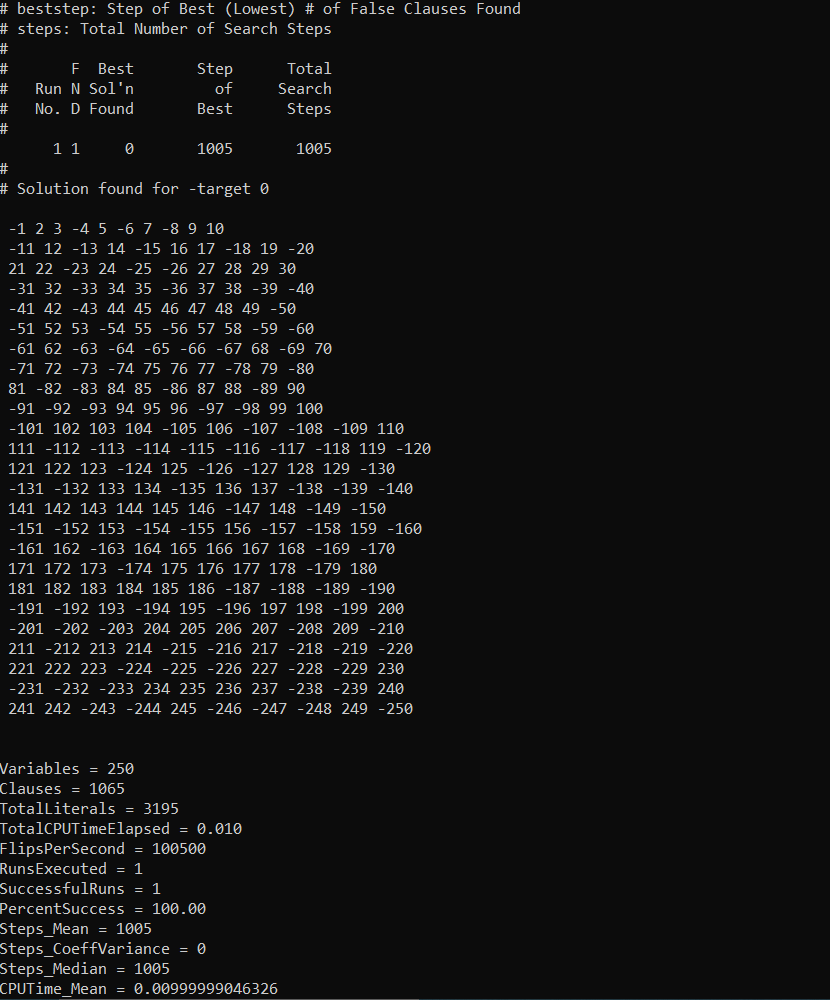 # beststep: Step of Best (Lowest) # of False Clauses Found
# steps: Total Number of Search Steps
#
#       F  Best       Step      Total
#   Run N Sol'n         of     Search
#   No. D Found       Best      Steps
#
      1 1     0       1005       1005
#
# Solution found for -target 0

 -1 2 3 -4 5 -6 7 -8 9 10
 -11 12 -13 14 -15 16 17 -18 19 -20
 21 22 -23 24 -25 -26 27 28 29 30
 -31 32 -33 34 35 -36 37 38 -39 -40
 -41 42 -43 44 45 46 47 48 49 -50
 -51 52 53 -54 55 -56 57 58 -59 -60
 -61 62 -63 -64 -65 -66 -67 68 -69 70
 -71 72 -73 -74 75 76 77 -78 79 -80
 81 -82 -83 84 85 -86 87 88 -89 90
 -91 -92 -93 94 95 96 -97 -98 99 100
 -101 102 103 104 -105 106 -107 -108 -109 110
 111 -112 -113 -114 -115 -116 -117 -118 119 -120
 121 122 123 -124 125 -126 -127 128 129 -130
 -131 -132 133 134 -135 136 137 -138 -139 -140
 141 142 143 144 145 146 -147 148 -149 -150
 -151 -152 153 -154 -155 156 -157 -158 159 -160
 -161 162 -163 164 165 166 167 168 -169 -170
 171 172 173 -174 175 176 177 178 -179 180
 181 182 183 184 185 186 -187 -188 -189 -190
 -191 -192 193 -194 195 -196 197 198 -199 200
 -201 -202 -203 204 205 206 207 -208 209 -210
 211 -212 213 214 -215 -216 217 -218 -219 -220
 221 222 223 -224 -225 -226 227 -228 -229 230
 -231 -232 -233 234 235 236 237 -238 -239 240
 241 242 -243 -244 245 -246 -247 -248 249 -250

Variables = 250
Clauses = 1065
TotalLiterals = 3195
TotalCPUTimeElapsed = 0.010
FlipsPerSecond = 100500
RunsExecuted = 1
SuccessfulRuns = 1
PercentSuccess = 100.00
Steps_Mean = 1005
Steps_CoeffVariance = 0
Steps_Median = 1005
CPUTime_Mean = 0.00999999046326